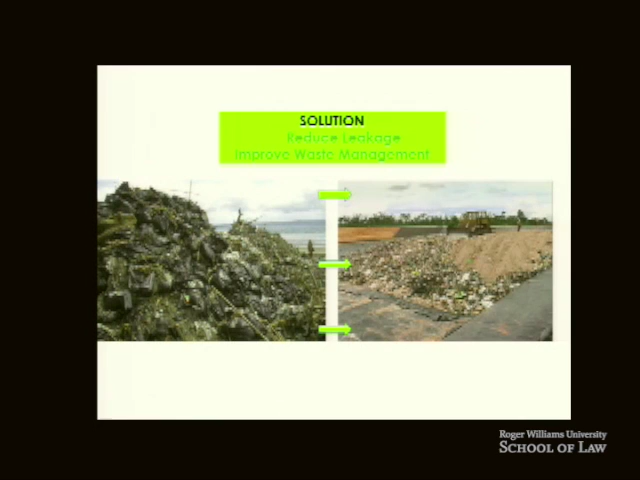 SOLUTION
Reduce Leakage
Improve Waste Management
Roger Williams University
SCHOOL OF LAW